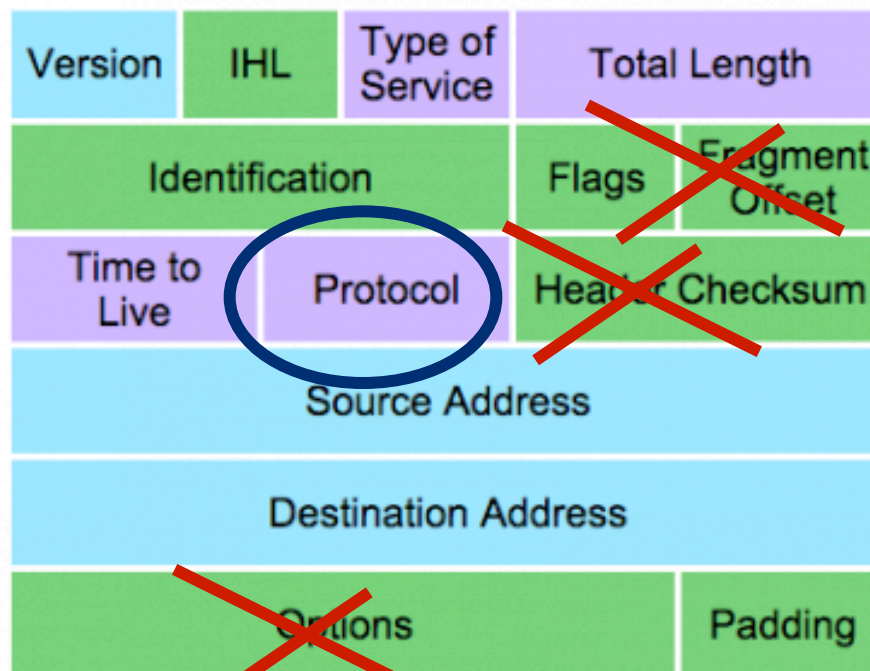 Version IHL Type of Service Total Length
Identification Flags Fragment Offset
Time to Live Protocol Header Checksum
Source Address
Destination Address
Options Padding